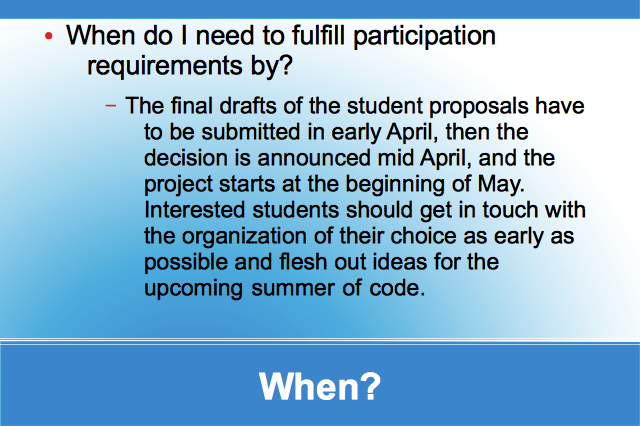 • When do I need to fulfill participation
requirements by?
– The final drafts of the student proposals have
to be submitted in early April, then the
decision is announced mid April, and the
project starts at the beginning of May.
Interested students should get in touch with
the organization of their choice as early as
possible and flesh out ideas for the
upcoming summer of code.
When?